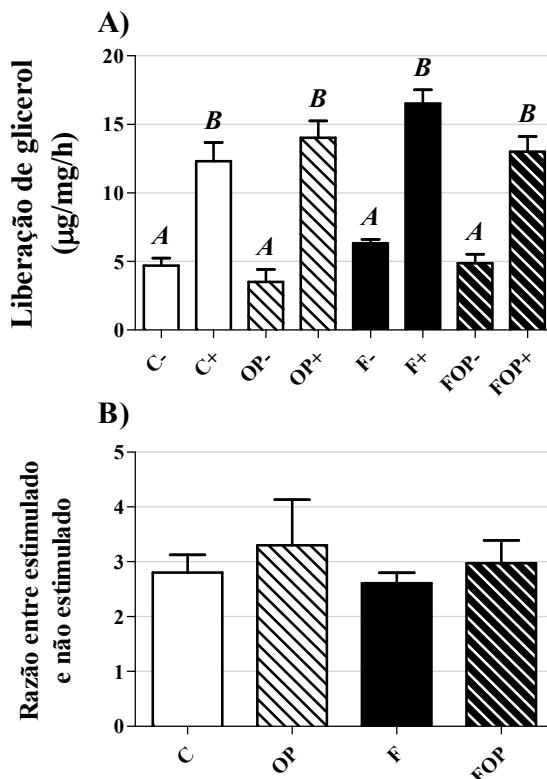 A)
Liberação de glicerol
(µg/mg/h)
20
15
10
5
0
A
B
A
B
A
B
A
B
C-
C+
OP-
OP+
F-
F+
FOP-
FOP+
B)
Razão entre estimulado
e não estimulado
5
4
3
2
1
0
C
OP
F
FOP